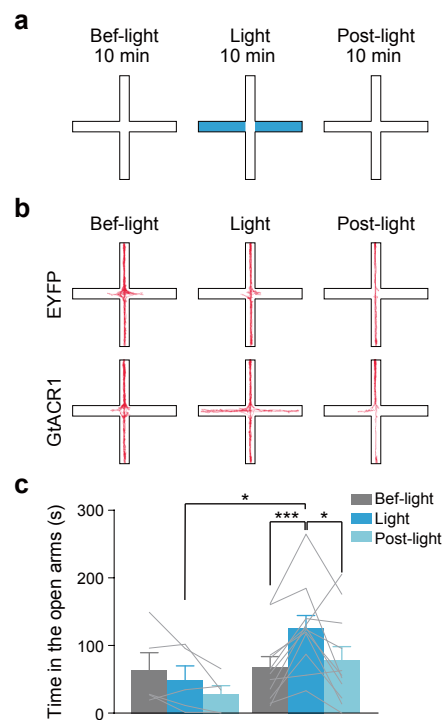 a
Bef-light
10 min
Light
10 min
Post-light
10 min
b
Bef-light
Light
Post-light
EYFP
GtACR1
c
Time in the open arms (s)
300
200
100
0
*
***
*
Bef-light
Light
Post-light